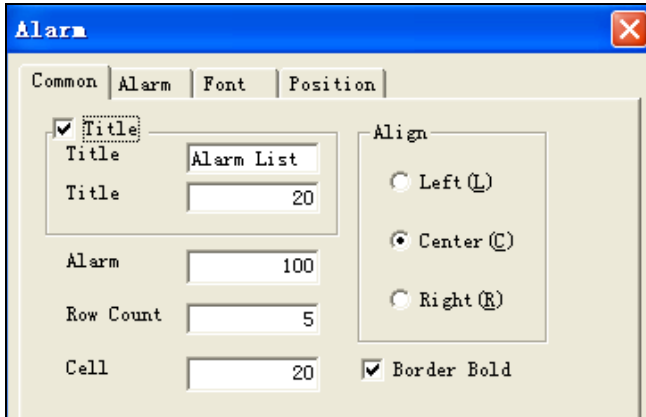 Alarm
Common Alarm Font Position
Title
Title Alarm List
Title 20
Alarm 100
Row Count 5
Cell 20
Align
Left(L)
Center(C)
Right(R)
Border Bold